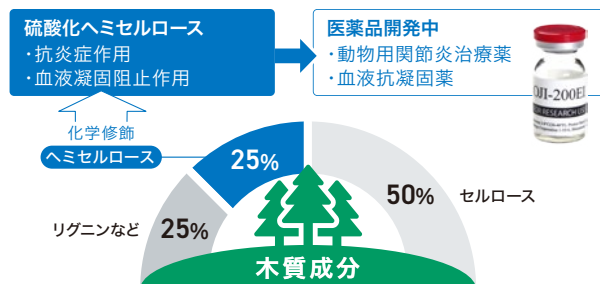 硫酸化ヘミセルロース
・抗炎症作用
・血液凝固阻止作用
医薬品開発中
・動物用関節炎治療薬
・血液抗凝固薬
OJI-200EI
化学修飾
ヘミセルロース
25%
50%
セルロース
リグニンなど
25%
木質成分